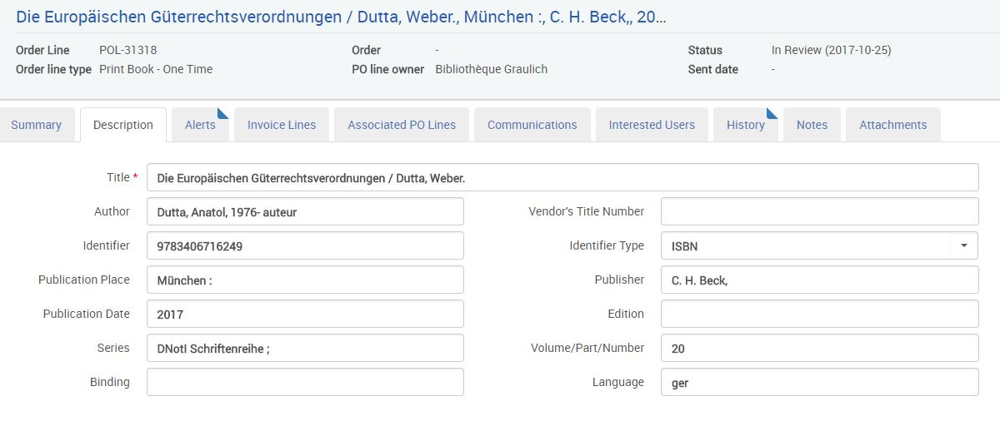 Die Europäischen Güterrechtsverordnungen / Dutta, Weber., München :, C. H. Beck,, 20...
Order Line POL-31318 Order - Status In Review (2017-10-25)
Order line type Print Book - One Time PO line owner Bibliothèque Graulich Sent date -
Summary Description Alerts Invoice Lines Associated PO Lines Communications Interested Users History Notes Attachments
Title * Die Europäischen Güterrechtsverordnungen / Dutta, Weber.
Author Dutta, Anatol, 1976- auteur Vendor's Title Number
Identifier 9783406716249 Identifier Type ISBN
Publication Place München : Publisher C. H. Beck,
Publication Date 2017 Edition
Series DNotI Schriftenreihe ; Volume/Part/Number 20
Binding Language ger